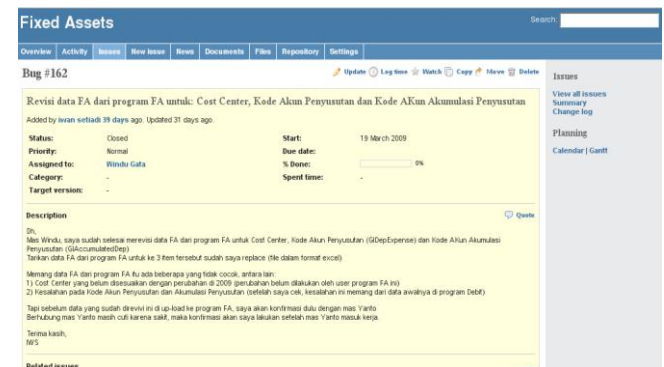 Fixed Assets
Search:
Overview Activity Issues New Issue News Documents Files Repository Settings
Bug #162
Update Log time Watch Copy Move Delete
Revisi data FA dari program FA untuk: Cost Center, Kode Akun Penyusutan dan Kode AKun Akumulasi Penyusutan
Added by iwan setiadi 39 days ago. Updated 31 days ago.
Status: Closed Start: 19 March 2009
Priority: Normal Due date:
Assigned to: Windu Gata % Done: 0%
Category: - Spent time: -
Target version: -
Description
Quote
Dh,
Mas Windu, saya sudah selesai merevisi data FA dari program FA untuk Cost Center, Kode Akun Penyusutan (GlDepExpense) dan Kode AKun Akumulasi
Penyusutan (GlAccumulatedDep)
Tarikan data FA dari program FA untuk ke 3 item tersebut sudah saya replace (file dalam format excel)
Memang data FA dari program FA itu ada beberapa yang tidak cocok, antara lain:
1) Cost Center yang belum disesuaikan dengan perubahan di 2009 (perubahan belum dilakukan oleh user program FA ini)
2) Kesalahan pada Kode Akun Penyusutan dan Akumulasi Penyusutan (setelah saya cek, kesalahan ini memang dari data awalnya di program Debit)
Tapi sebelum data yang sudah direvivi ini di up-load ke program FA, saya akan konfirmasi dulu dengan mas Yanto
Berhubung mas Yanto masih cuti karena sakit, maka konfirmasi akan saya lakukan setelah mas Yanto masuk kerja.
Terima kasih,
IWS
Related issues
Issues
View all issues
Summary
Change log
Planning
Calendar | Gantt